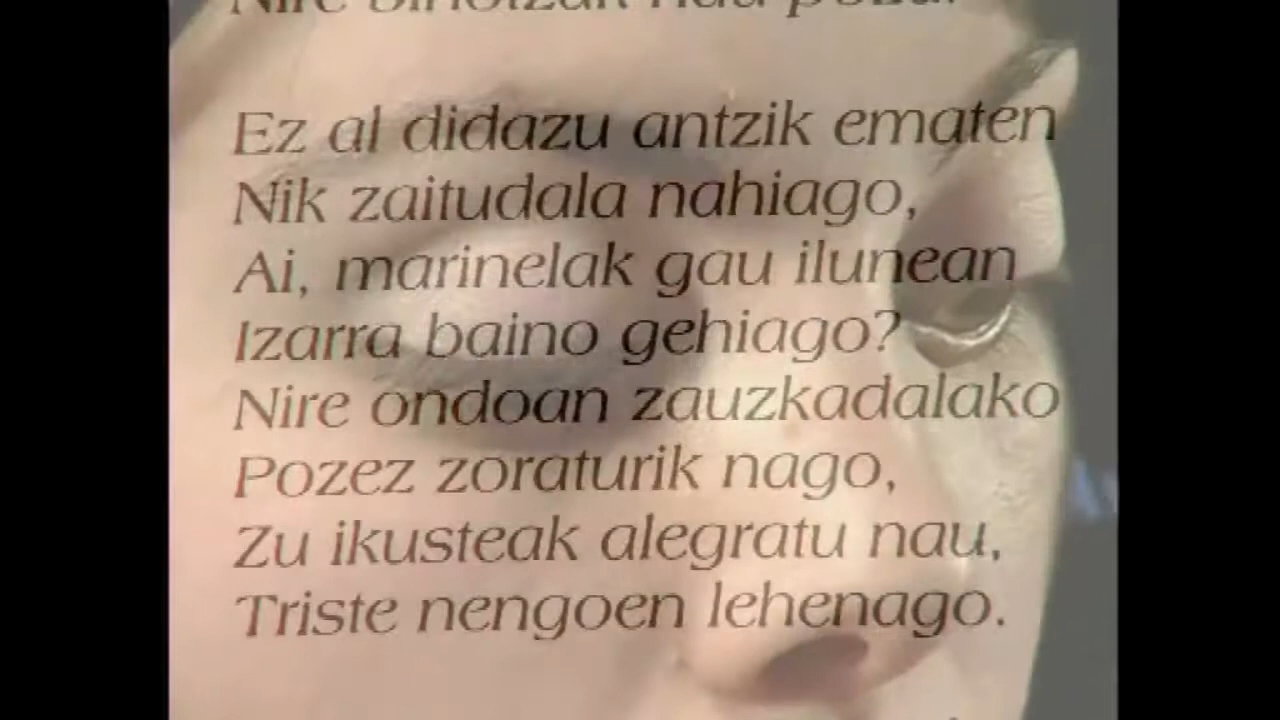 Ez al didazu antzik ematen
Nik zaitudala nahiago,
Ai, marinelak gau ilunean
Izarra baino gehiago?
Nire ondoan zauzkadalako
Pozez zoraturik nago,
Zu ikusteak alegratu nau,
Triste nengoen lehenago.